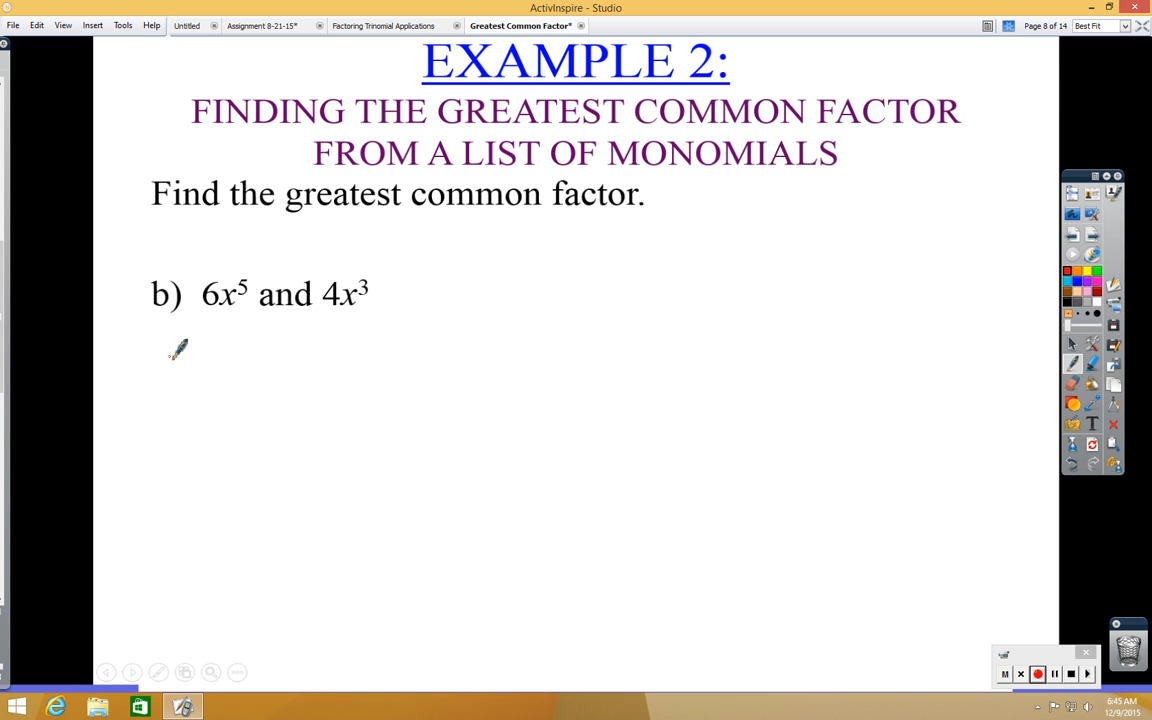 ActivInspire - Studio
File Edit View Insert Tools Help Untitled Assignment 8-21-15* Factoring Trinomial Applications Greatest Common Factor* Page 8 of 14 Best Fit
EXAMPLE 2:
FINDING THE GREATEST COMMON FACTOR
FROM A LIST OF MONOMIALS
Find the greatest common factor.
b) 6x⁵ and 4x³
T
M
6:45 AM
12/9/2015